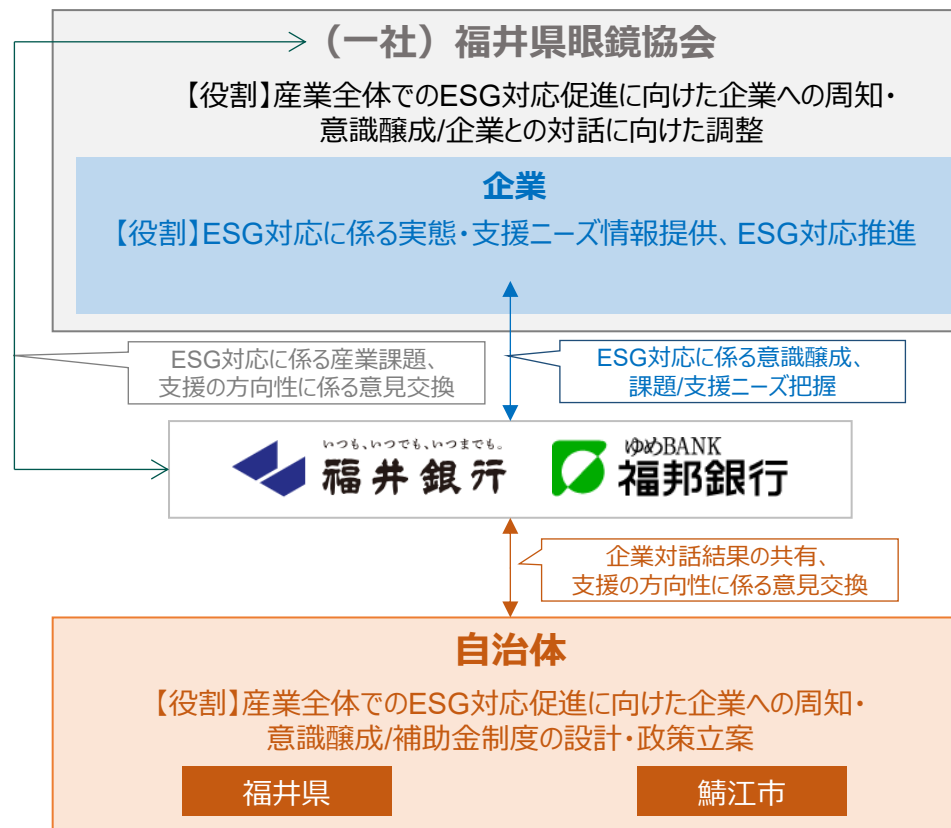 （一社）福井県眼鏡協会
【役割】産業全体でのESG対応促進に向けた企業への周知・
意識醸成/企業との対話に向けた調整
企業
【役割】ESG対応に係る実態・支援ニーズ情報提供、ESG対応推進
ESG対応に係る産業課題、
支援の方向性に係る意見交換
ESG対応に係る意識醸成、
課題/支援ニーズ把握
いつも、いつでも、いつまでも。
福井銀行
ゆめBANK
福邦銀行
企業対話結果の共有、
支援の方向性に係る意見交換
自治体
【役割】産業全体でのESG対応促進に向けた企業への周知・
意識醸成/補助金制度の設計・政策立案
福井県
鯖江市